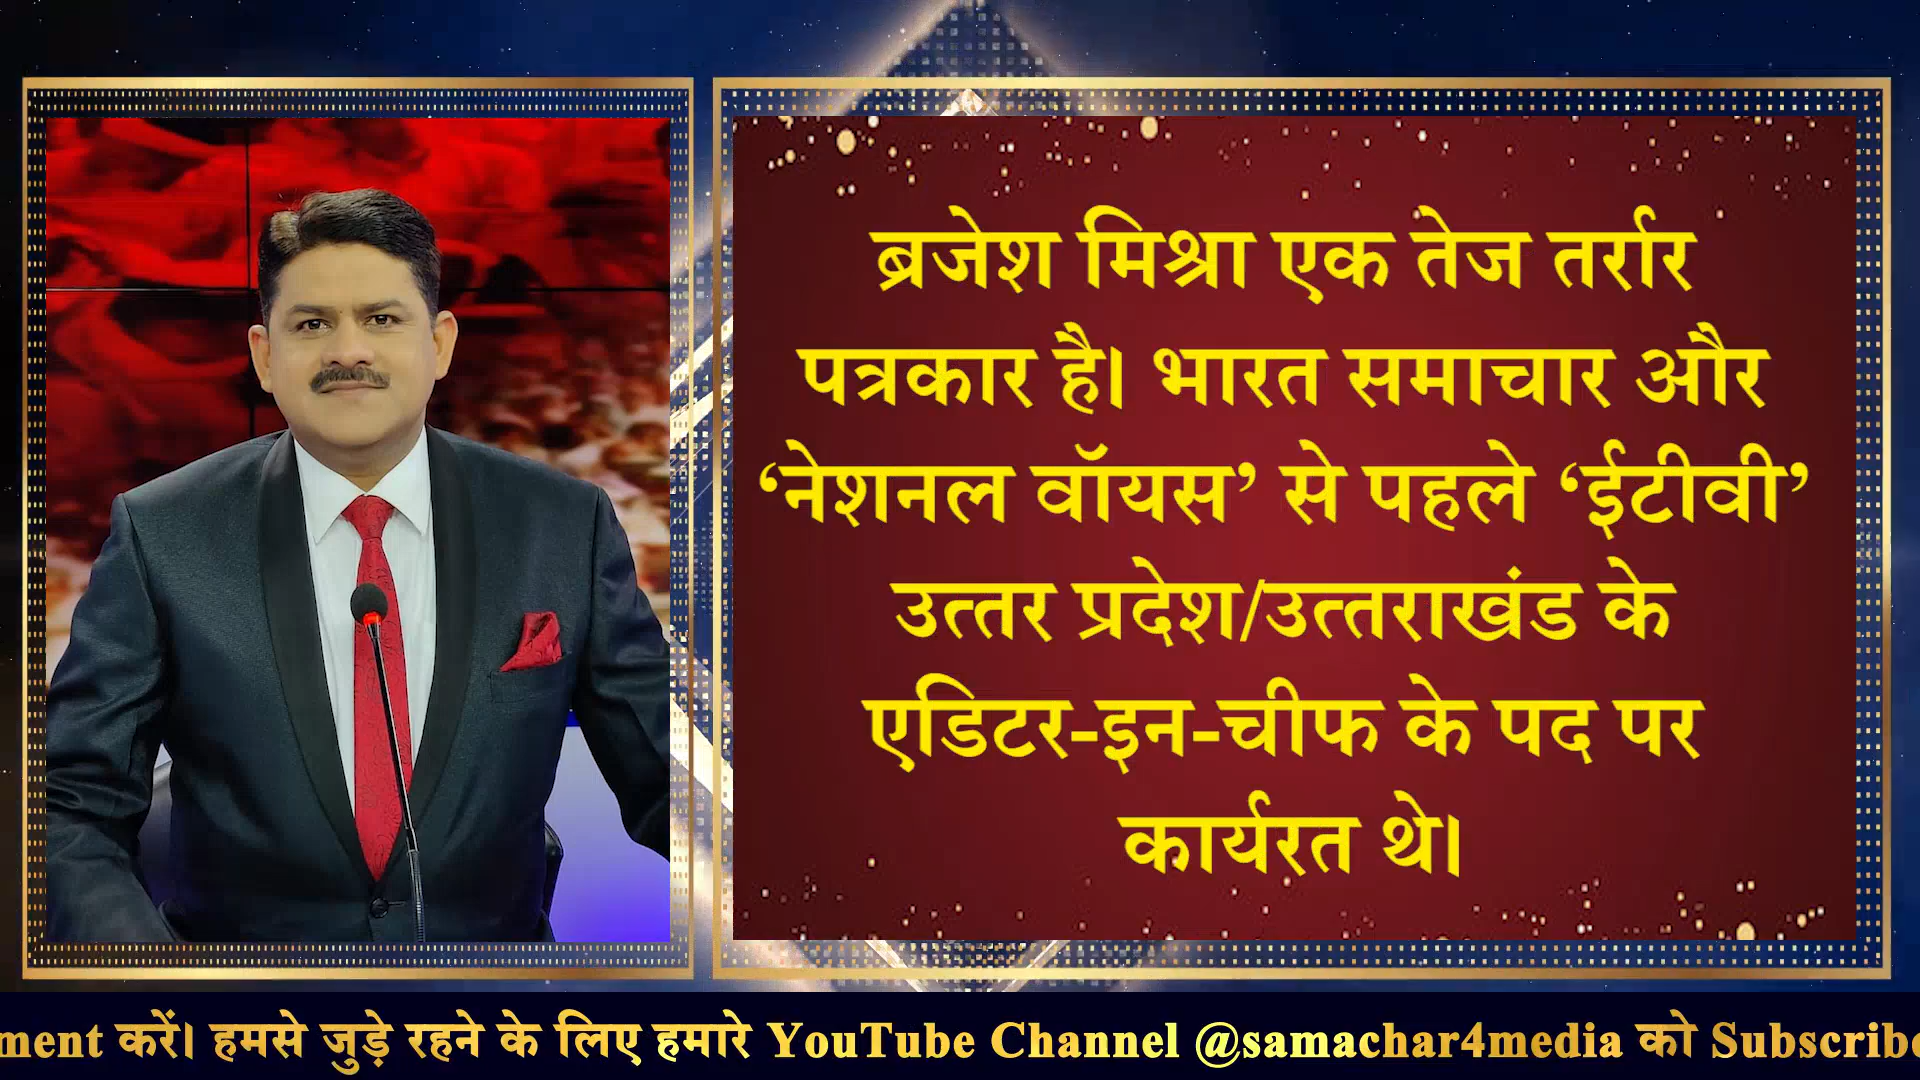 ब्रजेश मिश्रा एक तेज तर्रार
पत्रकार है। भारत समाचार और
‘नेशनल वॉयस’ से पहले ‘ईटीवी’
उत्तर प्रदेश/उत्तराखंड के
एडिटर-इन-चीफ के पद पर
कार्यरत थे।
ment करें। हमसे जुड़े रहने के लिए हमारे YouTube Channel @samachar4media को Subscribe